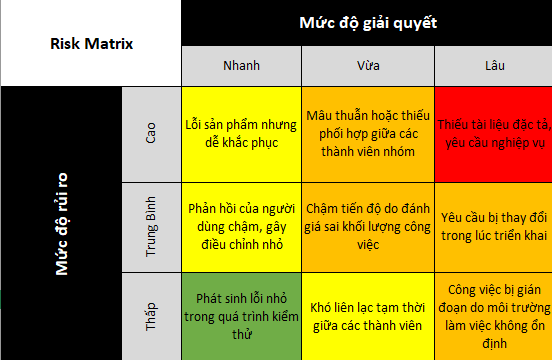 Risk Matrix
Mức độ giải quyết
Nhanh
Vừa
Lâu
Mức độ rủi ro
Cao
Lỗi sản phẩm nhưng
dễ khắc phục
Mâu thuẫn hoặc thiếu
phối hợp giữa các
thành viên nhóm
Thiếu tài liệu đặc tả,
yêu cầu nghiệp vụ
Trung Bình
Phản hồi của người
dùng chậm, gây
điều chỉnh nhỏ
Chậm tiến độ do đánh
giá sai khối lượng công
việc
Yêu cầu bị thay đổi
trong lúc triển khai
Thấp
Phát sinh lỗi nhỏ
trong quá trình kiểm
thử
Khó liên lạc tạm thời
giữa các thành viên
Công việc bị gián
đoạn do môi trường
làm việc không ổn
định